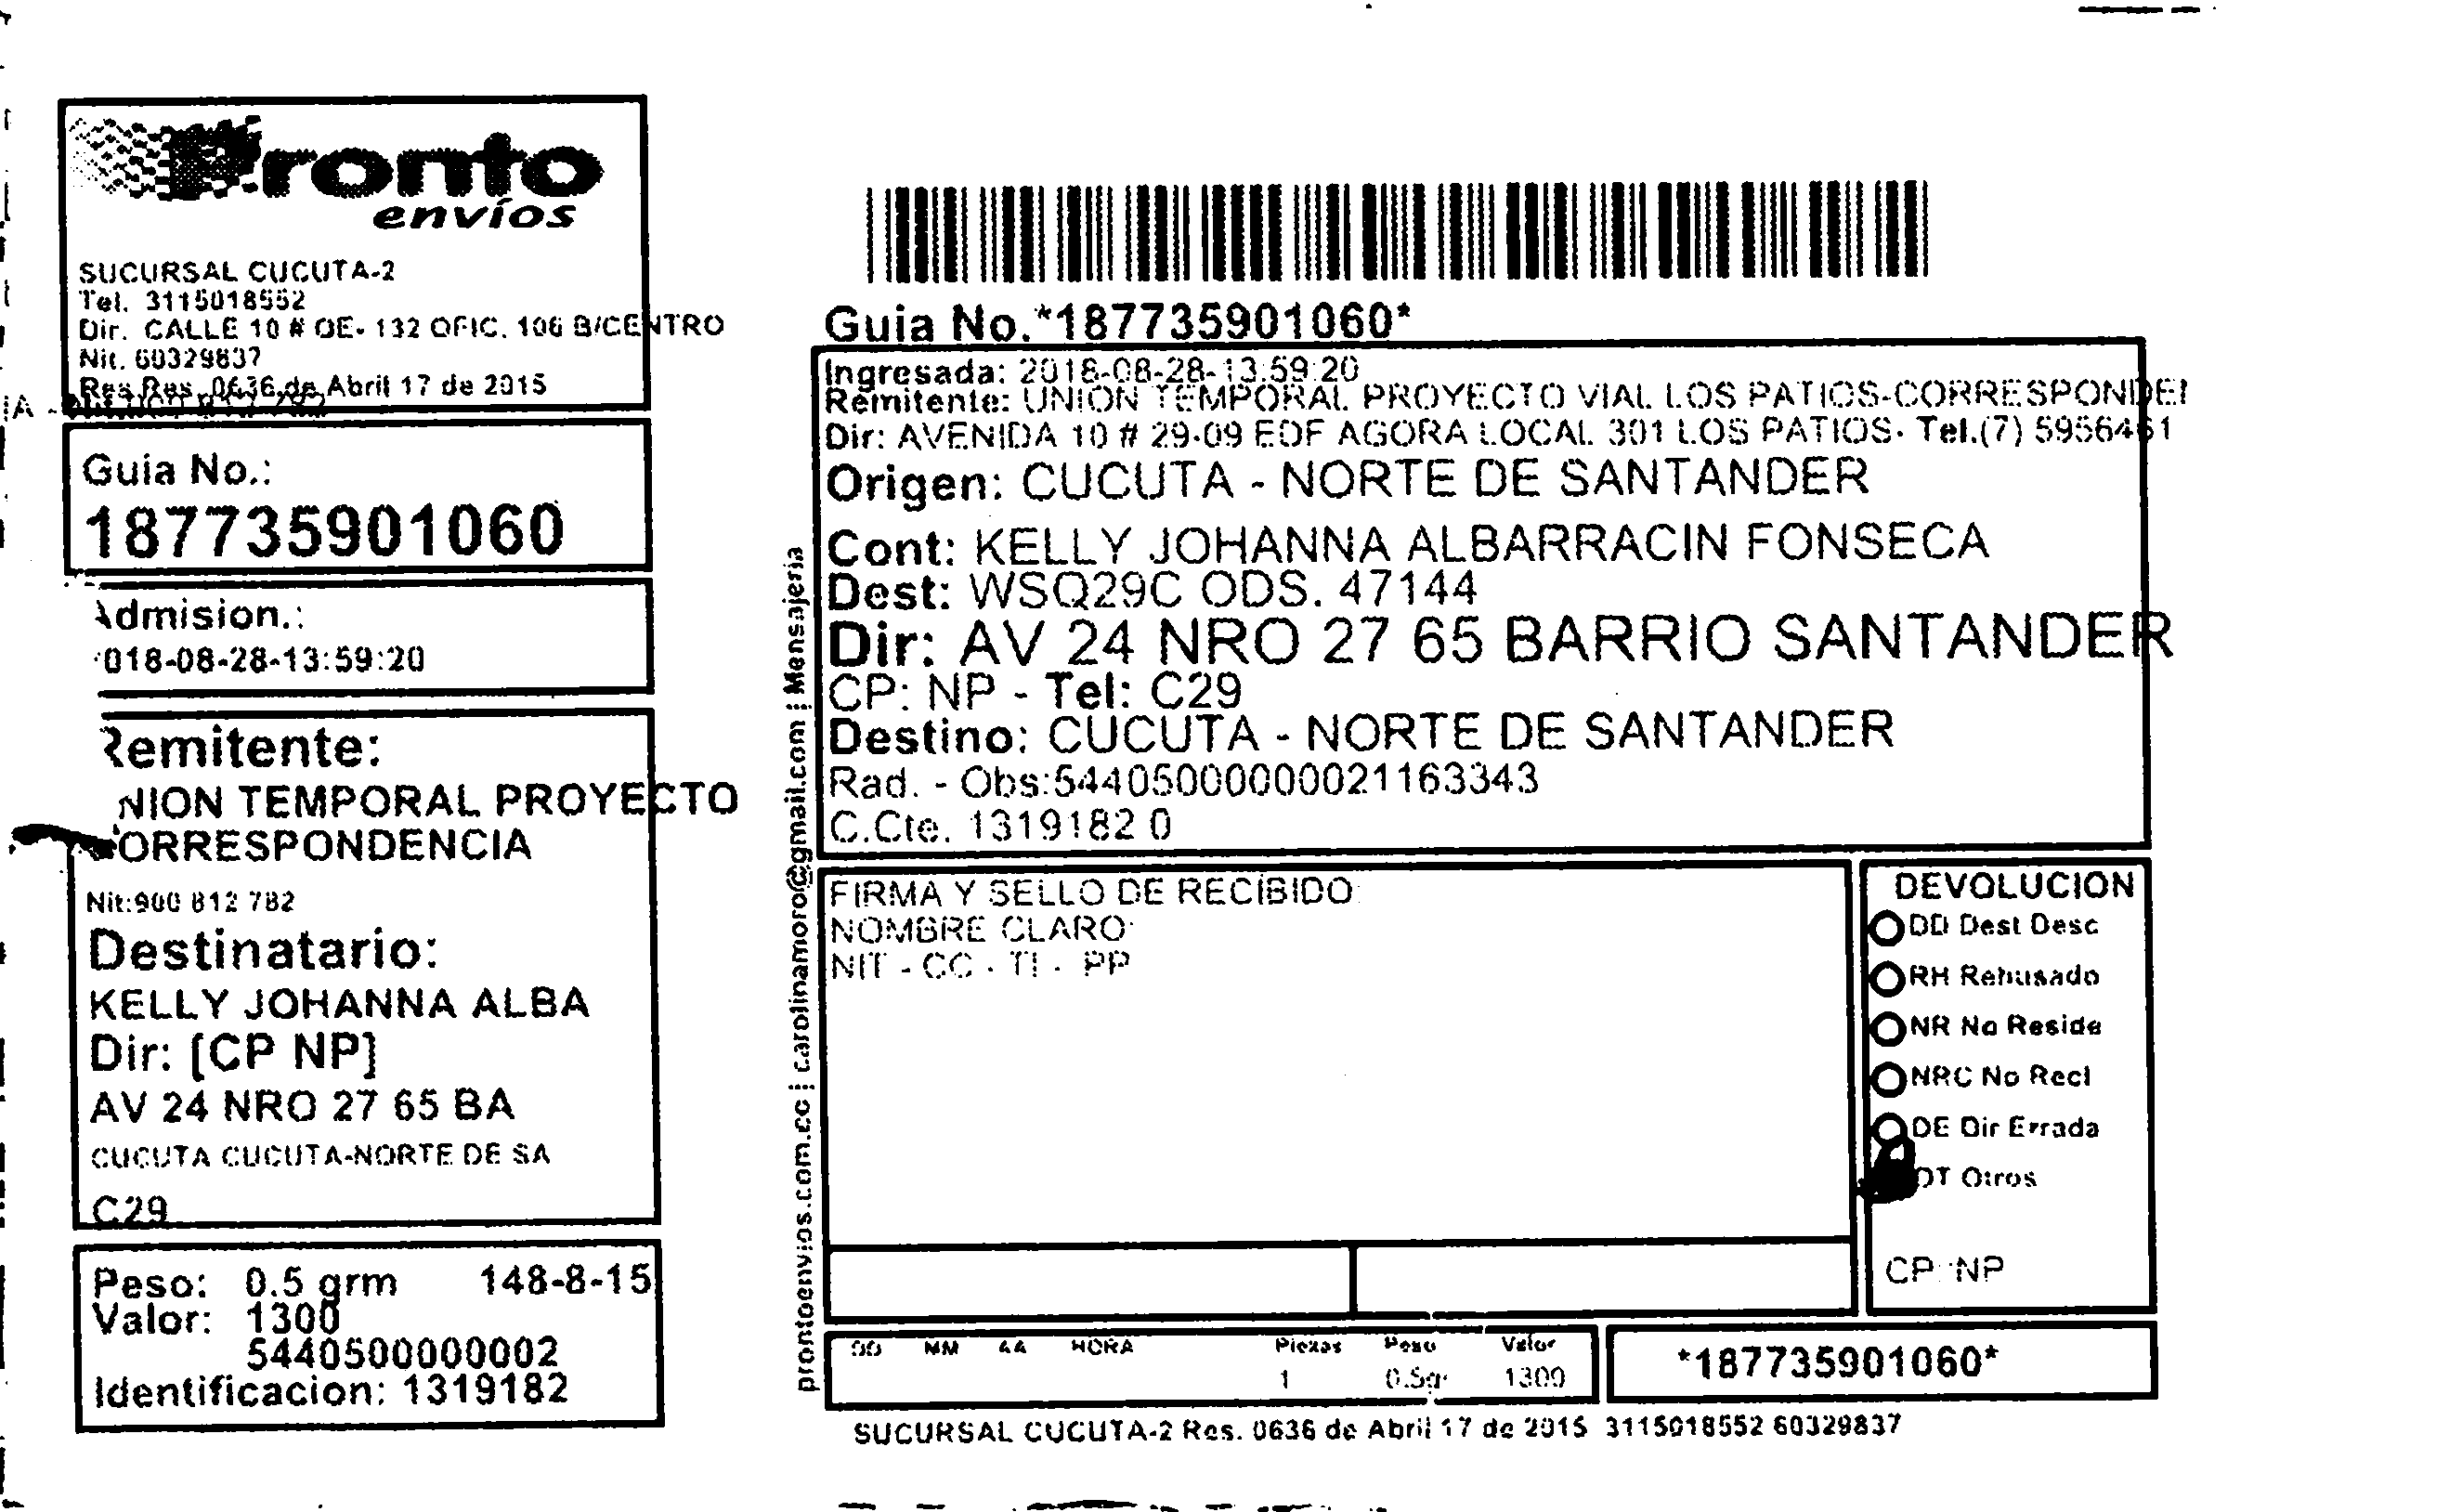 Pronto
envíos
SUCURSAL CUCUTA-2
Tel. 3115018552
Dir. CALLE 10 # 0E- 132 OFIC. 106 B/CENTRO
Nit. 60329837
Res.Res. 0636 de Abril 17 de 2015
Guia No.:
187735901060
Admision.:
018-08-28-13:59:20
Remitente:
NION TEMPORAL PROYECTO
ORRESPONDENCIA
Nit:900 812 782
Destinatario:
KELLY JOHANNA ALBA
Dir: [CP NP]
AV 24 NRO 27 65 BA
CUCUTA CUCUTA-NORTE DE SA
C29
Peso: 0.5 grm 148-8-15
Valor: 1300
5440500000002
Identificacion: 1319182
prontoenvios.com.co | carolinamoro@gmail.com | Mensajeria
Guia No.*187735901060*
Ingresada: 2018-08-28-13:59:20
Remitente: UNION TEMPORAL PROYECTO VIAL LOS PATIOS-CORRESPONDEI
Dir: AVENIDA 10 # 29-09 EDF AGORA LOCAL 301 LOS PATIOS- Tel.(7) 5956461
Origen: CUCUTA - NORTE DE SANTANDER
Cont: KELLY JOHANNA ALBARRACIN FONSECA
Dest: WSQ29C ODS. 47144
Dir: AV 24 NRO 27 65 BARRIO SANTANDER
CP: NP - Tel: C29
Destino: CUCUTA - NORTE DE SANTANDER
Rad. - Obs:544050000000021163343
C.Cte. 1319182 0
FIRMA Y SELLO DE RECIBIDO:
NOMBRE CLARO:
NIT - CC - TI - PP
DEVOLUCION
DD Dest Desc
RH Rehusado
NR No Reside
NRC No Recl
DE Dir Errada
OT Otros
CP: NP
DD MM AA HORA Piezas Peso Valor
1 0.5gr 1300
*187735901060*
SUCURSAL CUCUTA-2 Res. 0636 de Abril 17 de 2015 3115018552 60329837